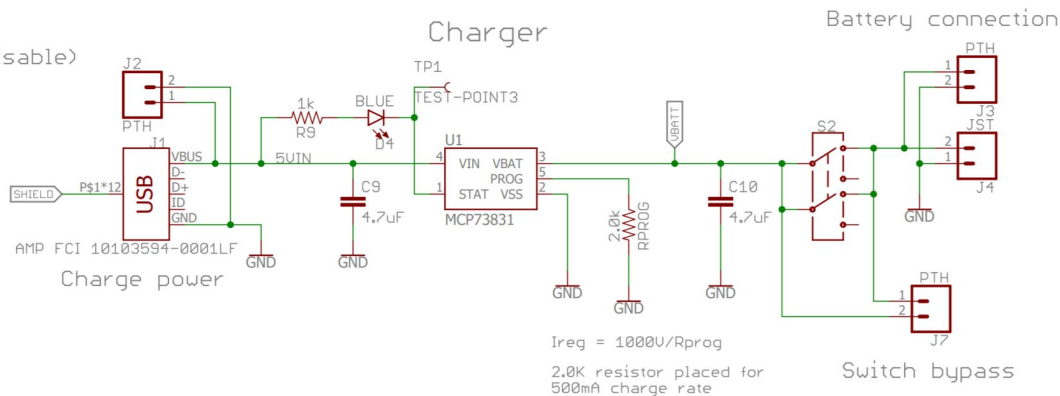 Battery connection
Charger
sable)
J2
2
1
PTH
TP1
TEST-POINT3
1k
R9
BLUE
D4
J1
VBUS
D-
D+
ID
GND
USB
SHIELD
P$1*12
AMP FCI 10103594-0001LF
GND
Charge power
5VIN
C9
4.7uF
GND
U1
4
VIN
VBAT
3
PROG
5
1
STAT
VSS
2
MCP73831
2.0k
RPROG
GND
GND
VBATT
C10
4.7uF
GND
S2
PTH
1
2
J3
JST
2
1
J4
GND
PTH
1
2
J7
Switch bypass
Ireg = 1000V/Rprog
2.0K resistor placed for
500mA charge rate